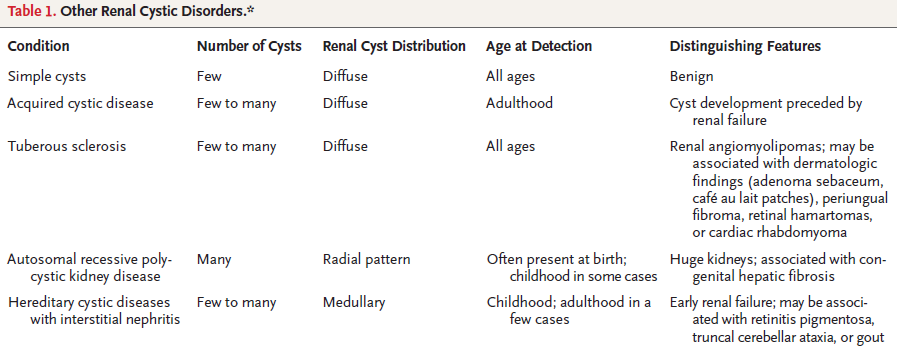 Table 1. Other Renal Cystic Disorders.*
Condition Number of Cysts Renal Cyst Distribution Age at Detection Distinguishing Features
Simple cysts Few Diffuse All ages Benign
Acquired cystic disease Few to many Diffuse Adulthood Cyst development preceded by
renal failure
Tuberous sclerosis Few to many Diffuse All ages Renal angiomyolipomas; may be
associated with dermatologic
findings (adenoma sebaceum,
café au lait patches), periungual
fibroma, retinal hamartomas,
or cardiac rhabdomyoma
Autosomal recessive poly- Many Radial pattern Often present at birth; Huge kidneys; associated with con-
cystic kidney disease childhood in some cases genital hepatic fibrosis
Hereditary cystic diseases Few to many Medullary Childhood; adulthood in a Early renal failure; may be associ-
with interstitial nephritis few cases ated with retinitis pigmentosa,
truncal cerebellar ataxia, or gout